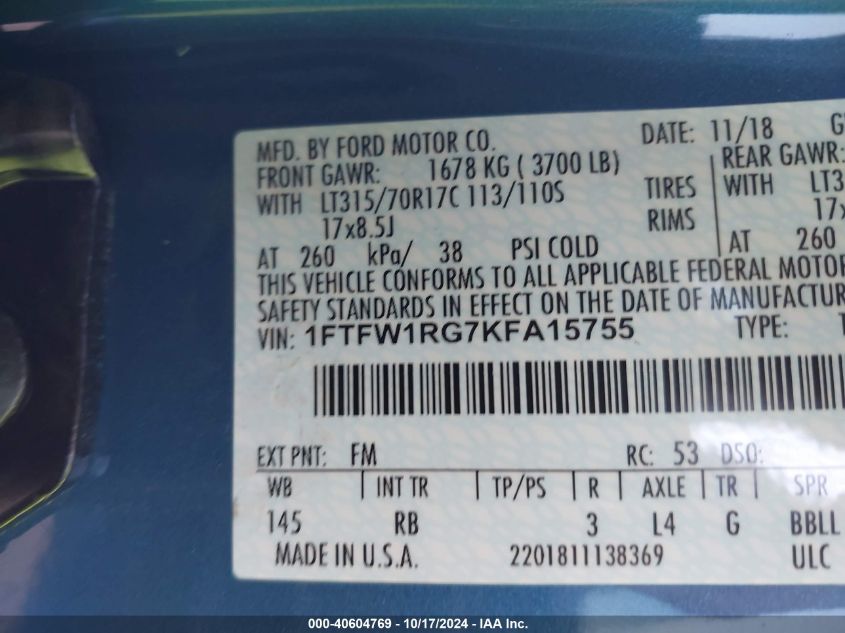 MFD. BY FORD MOTOR CO. DATE: 11/18
FRONT GAWR: 1678 KG ( 3700 LB) REAR GAWR:
WITH LT315/70R17C 113/110S TIRES WITH
17x8.5J RIMS
AT 260 kPa/ 38 PSI COLD AT 260
THIS VEHICLE CONFORMS TO ALL APPLICABLE FEDERAL MOTOR
SAFETY STANDARDS IN EFFECT ON THE DATE OF MANUFACTUR
VIN: 1FTFW1RG7KFA15755 TYPE:
EXT PNT: FM RC: 53 DSO:
WB INT TR TP/PS R AXLE TR SPR
145 RB 3 L4 G BBLL
MADE IN U.S.A. 2201811138369 ULC
000-40604769 - 10/17/2024 - IAA Inc.